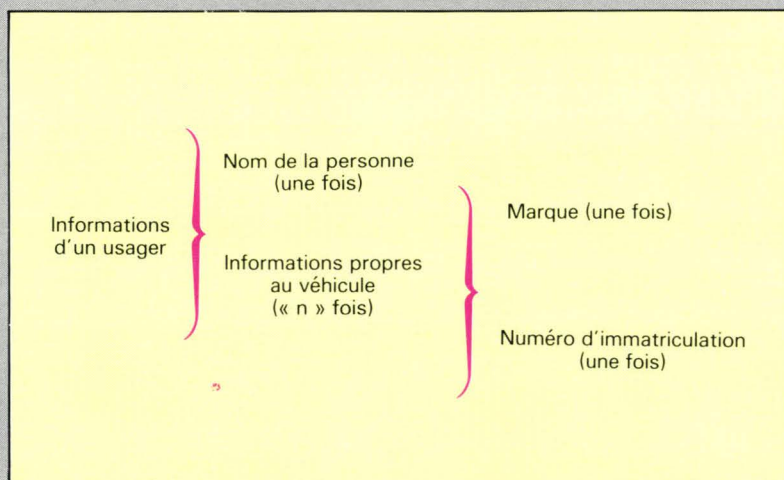 Informations
d'un usager
Nom de la personne
(une fois)
Informations propres
au véhicule
(« n » fois)
Marque (une fois)
Numéro d'immatriculation
(une fois)